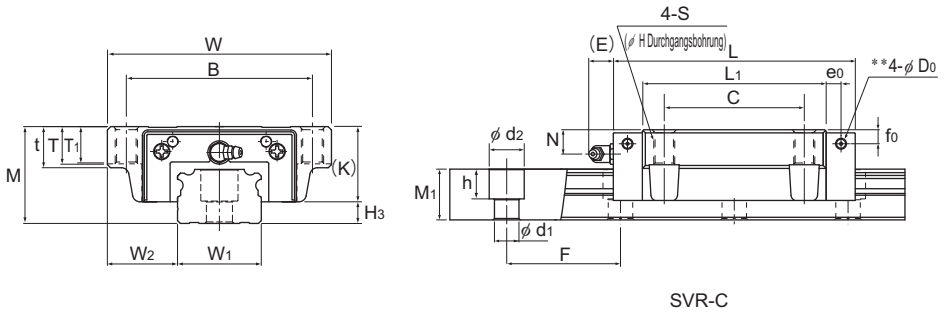 W
B
t
T
T1
M
(K)
H3
W2
W1
4-S
(φ H Durchgangsbohrung)
(E)
L
L1
e0
**4-φ D0
C
N
f0
φ d2
h
M1
φ d1
F
SVR-C